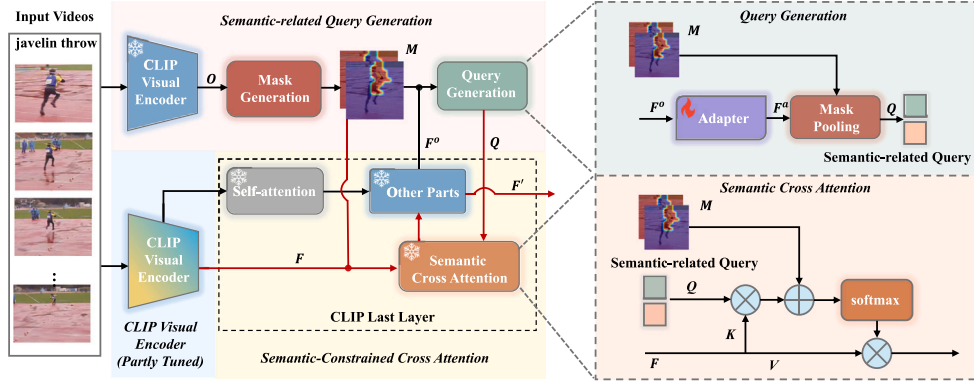 Input Videos
javelin throw
Semantic-related Query Generation
CLIP
Visual
Encoder
O
Mask
Generation
M
Query
Generation
F^o
Q
Self-attention
Other Parts
F'
CLIP
Visual
Encoder
F
Semantic
Cross Attention
CLIP Last Layer
CLIP Visual
Encoder
(Partly Tuned)
Semantic-Constrained Cross Attention
Query Generation
M
F^o
Adapter
F^a
Mask
Pooling
Q
Semantic-related Query
Semantic Cross Attention
M
Semantic-related Query
Q
softmax
K
F
V